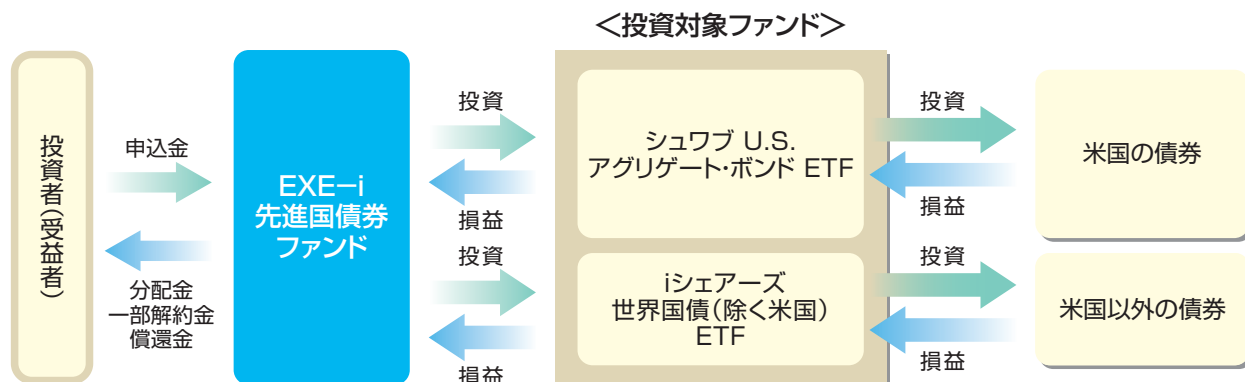 <投資対象ファンド>
投資者(受益者)
申込金
分配金
一部解約金
償還金
EXE-i
先進国債券
ファンド
投資
損益
投資
損益
シュワブ U.S.
アグリゲート・ボンド ETF
iシェアーズ
世界国債(除く米国)
ETF
投資
損益
投資
損益
米国の債券
米国以外の債券